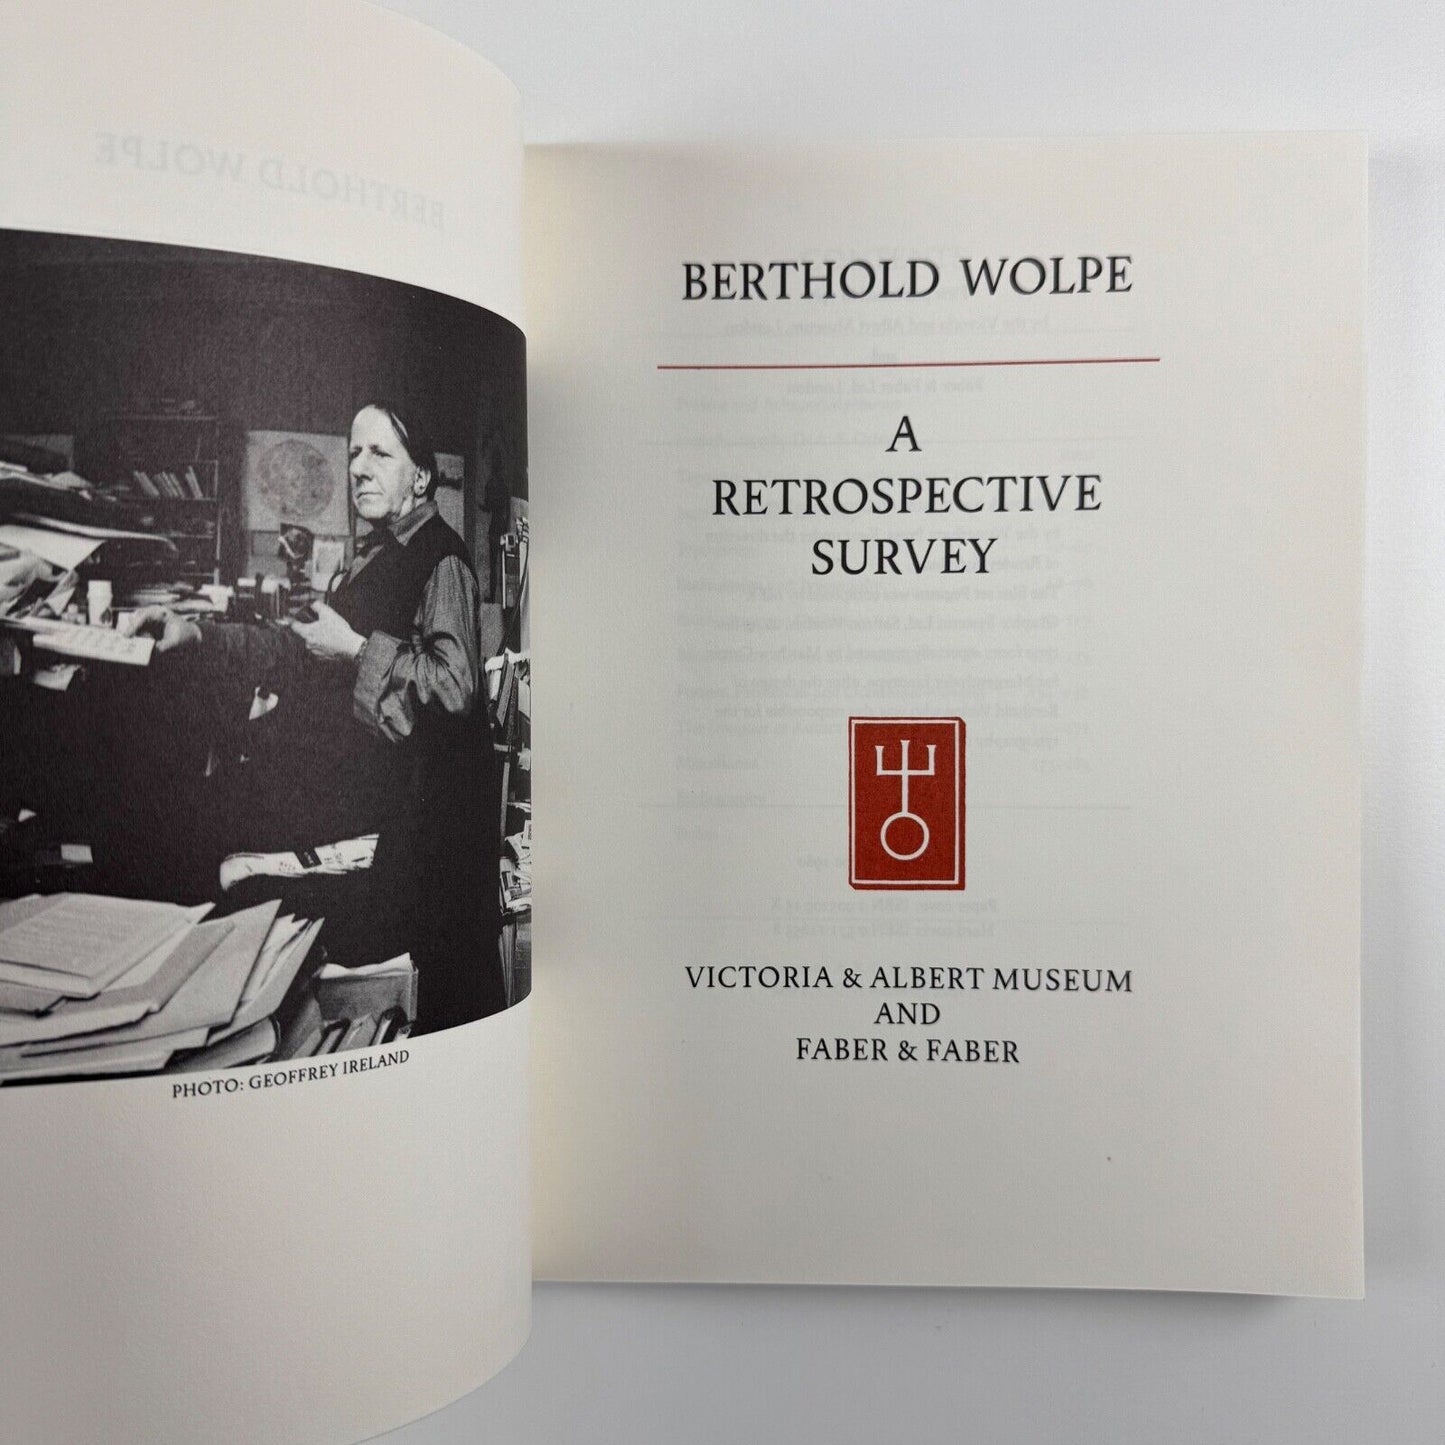 BERTHOLD WOLPE
PHOTO: GEOFFREY IRELAND
BERTHOLD WOLPE
A
RETROSPECTIVE
SURVEY
VICTORIA & ALBERT MUSEUM
AND
FABER & FABER